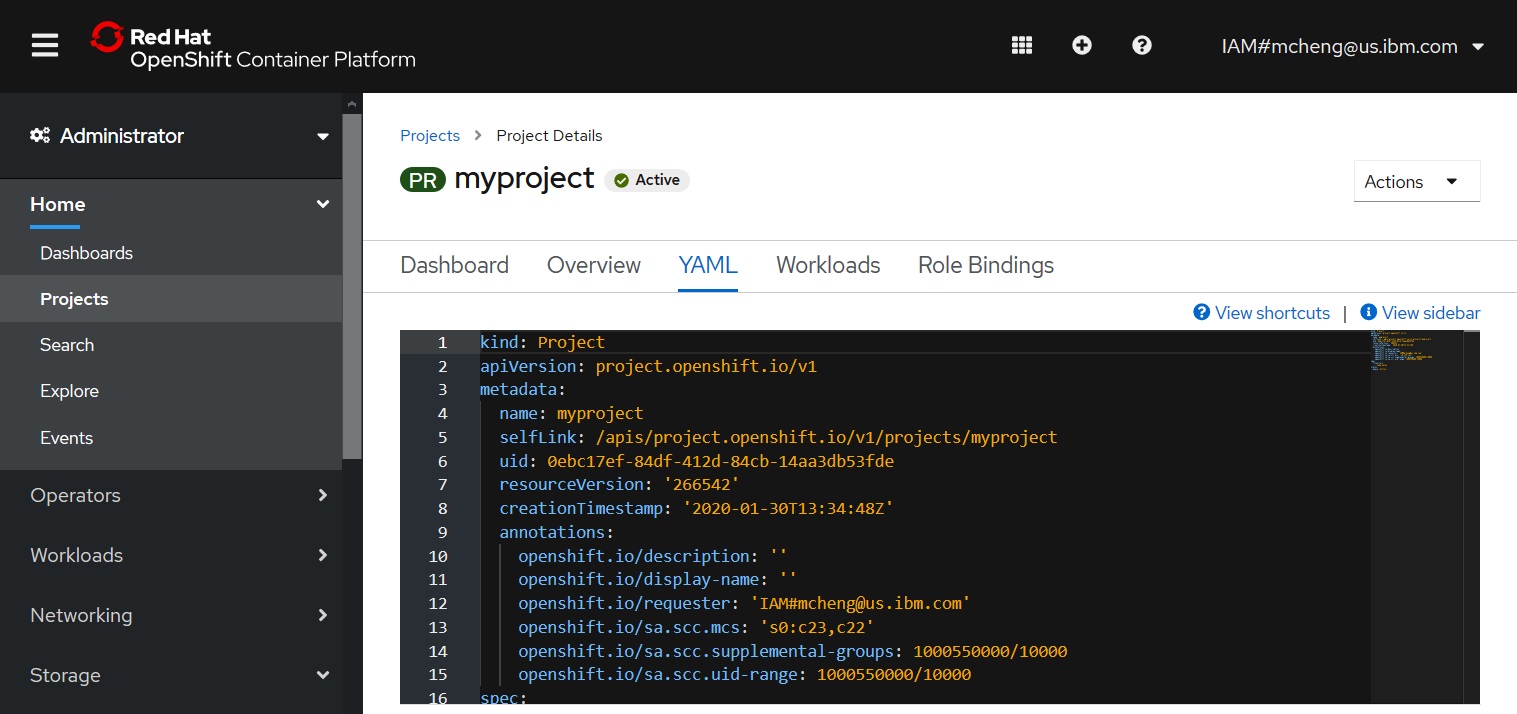 Red Hat
OpenShift Container Platform
IAM#mcheng@us.ibm.com
Administrator
Home
Dashboards
Projects
Search
Explore
Events
Operators
Workloads
Networking
Storage
Projects > Project Details
PR myproject Active
Actions
Dashboard Overview YAML Workloads Role Bindings
View shortcuts | View sidebar
1 kind: Project
2 apiVersion: project.openshift.io/v1
3 metadata:
4 name: myproject
5 selfLink: /apis/project.openshift.io/v1/projects/myproject
6 uid: 0ebc17ef-84df-412d-84cb-14aa3db53fde
7 resourceVersion: '266542'
8 creationTimestamp: '2020-01-30T13:34:48Z'
9 annotations:
10 openshift.io/description: ''
11 openshift.io/display-name: ''
12 openshift.io/requester: 'IAM#mcheng@us.ibm.com'
13 openshift.io/sa.scc.mcs: 's0:c23,c22'
14 openshift.io/sa.scc.supplemental-groups: 1000550000/10000
15 openshift.io/sa.scc.uid-range: 1000550000/10000
16 spec: